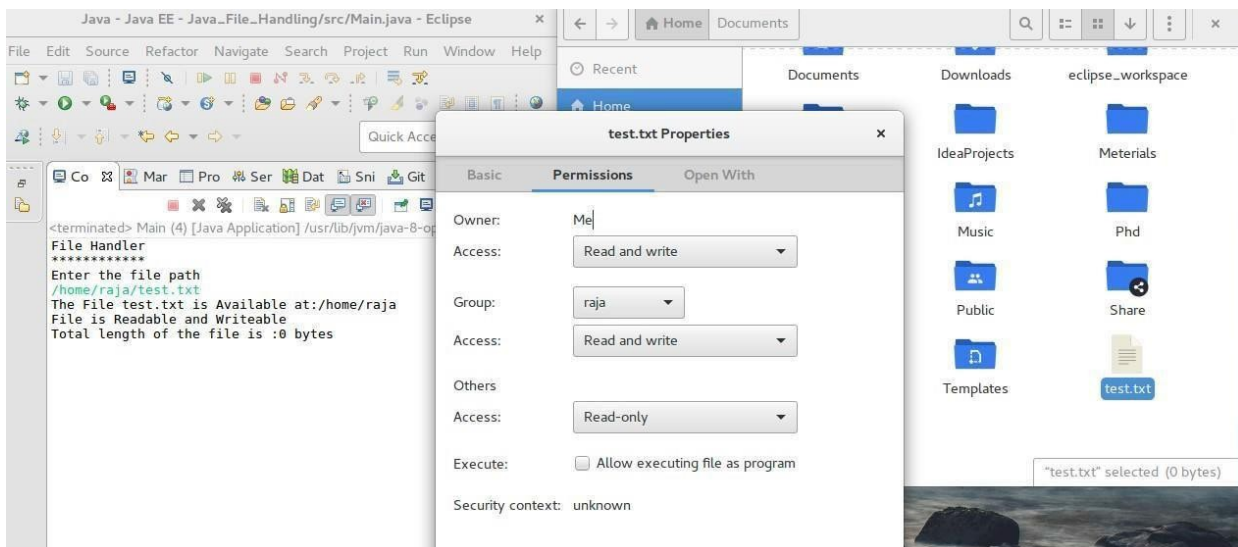 Java - Java EE - Java_File_Handling/src/Main.java - Eclipse
File Edit Source Refactor Navigate Search Project Run Window Help
Quick Acce
Co Mar Pro Ser Dat Sni Git
<terminated> Main (4) [Java Application] /usr/lib/jvm/java-8-op
File Handler
************
Enter the file path
/home/raja/test.txt
The File test.txt is Available at:/home/raja
File is Readable and Writeable
Total length of the file is :0 bytes
Home Documents
Recent
Home
Documents Downloads eclipse_workspace
IdeaProjects Meterials
Music Phd
Public Share
Templates test.txt
"test.txt" selected (0 bytes)
test.txt Properties
Basic Permissions Open With
Owner: Me
Access: Read and write
Group: raja
Access: Read and write
Others
Access: Read-only
Execute: Allow executing file as program
Security context: unknown